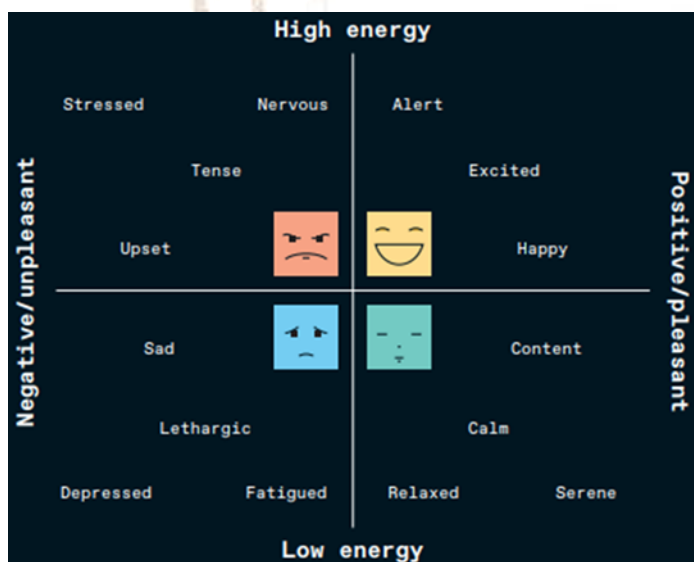 High energy
Stressed Nervous Alert
Tense Excited
Upset Happy
Negative/unpleasant
Positive/pleasant
Sad Content
Lethargic Calm
Depressed Fatigued Relaxed Serene
Low energy